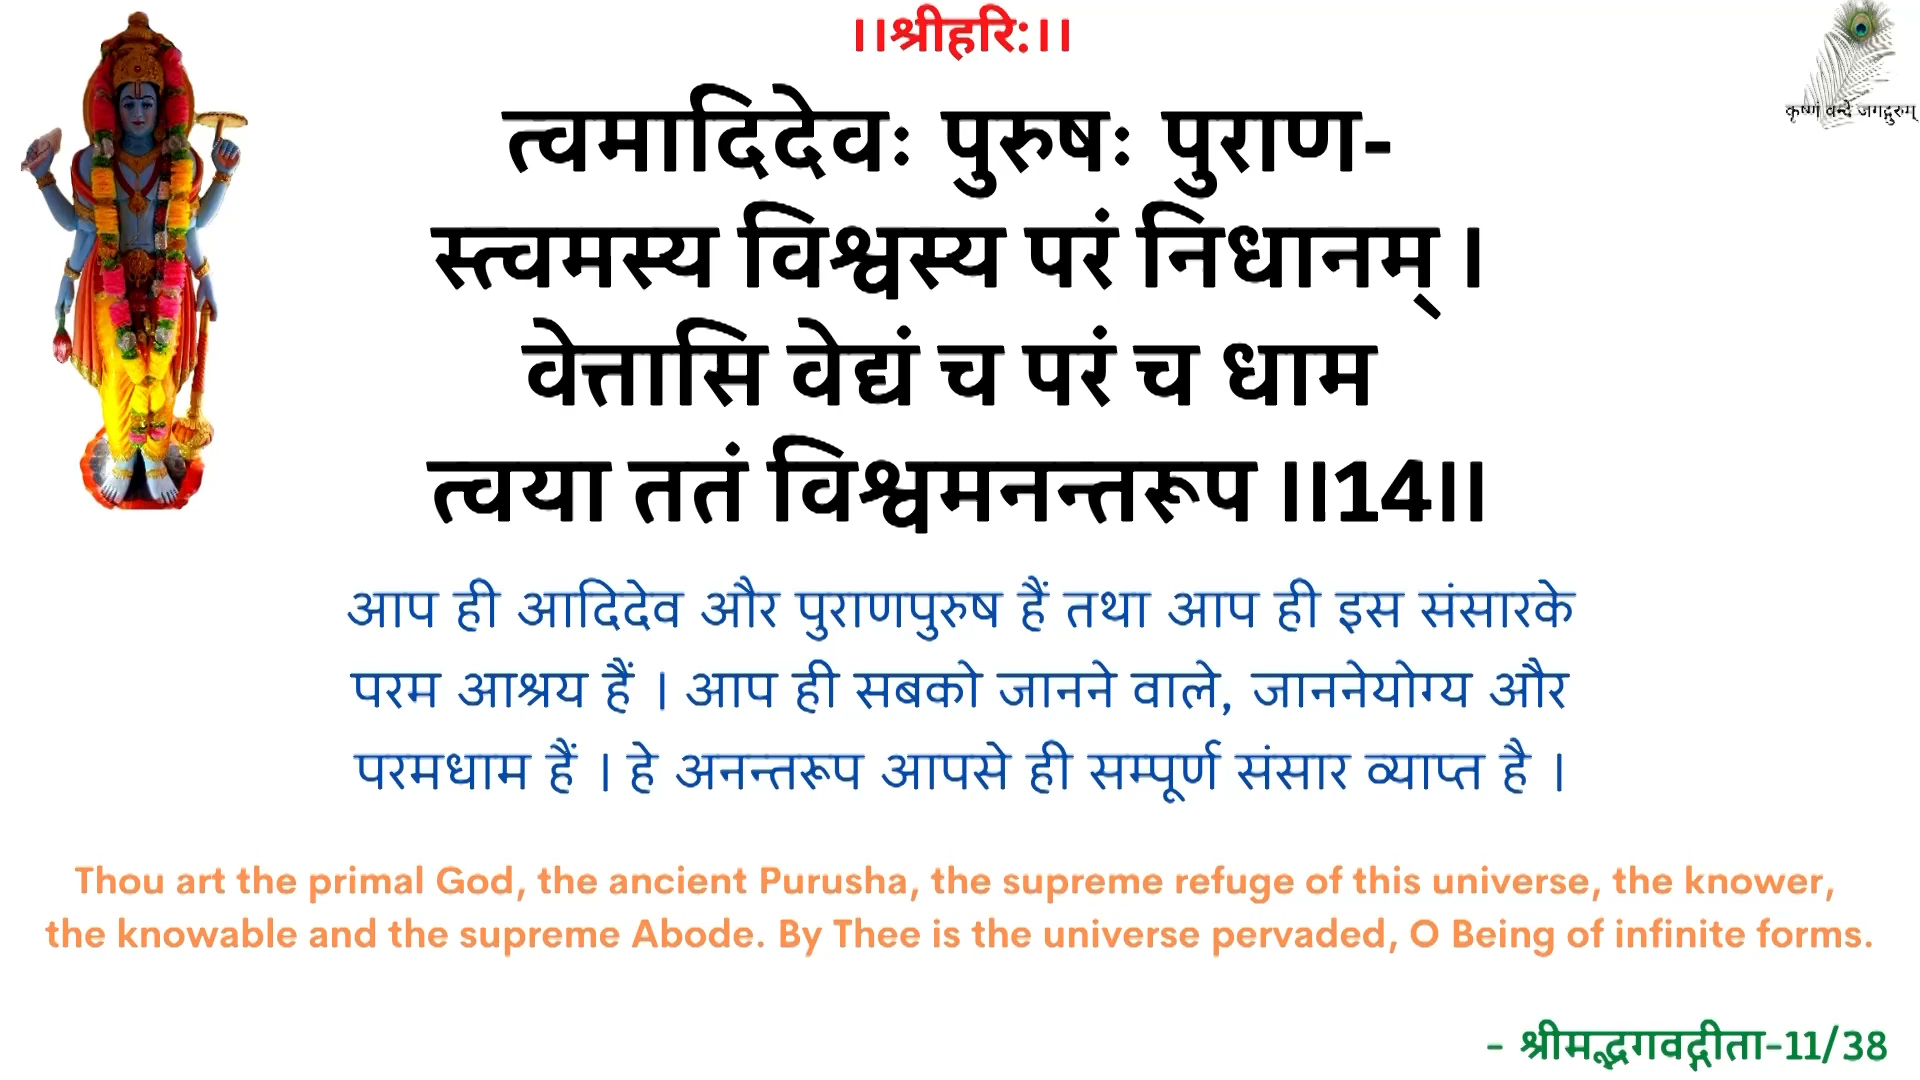 ।।श्रीहरि:।।
कृष्णं वन्दे जगद्गुरुम्
त्वमादिदेवः पुरुषः पुराण-
स्त्वमस्य विश्वस्य परं निधानम् ।
वेत्तासि वेद्यं च परं च धाम
त्वया ततं विश्वमनन्तरूप ।।14।।
आप ही आदिदेव और पुराणपुरुष हैं तथा आप ही इस संसारके
परम आश्रय हैं । आप ही सबको जानने वाले, जाननेयोग्य और
परमधाम हैं । हे अनन्तरूप आपसे ही सम्पूर्ण संसार व्याप्त है ।
Thou art the primal God, the ancient Purusha, the supreme refuge of this universe, the knower,
the knowable and the supreme Abode. By Thee is the universe pervaded, O Being of infinite forms.
- श्रीमद्भगवद्गीता-11/38